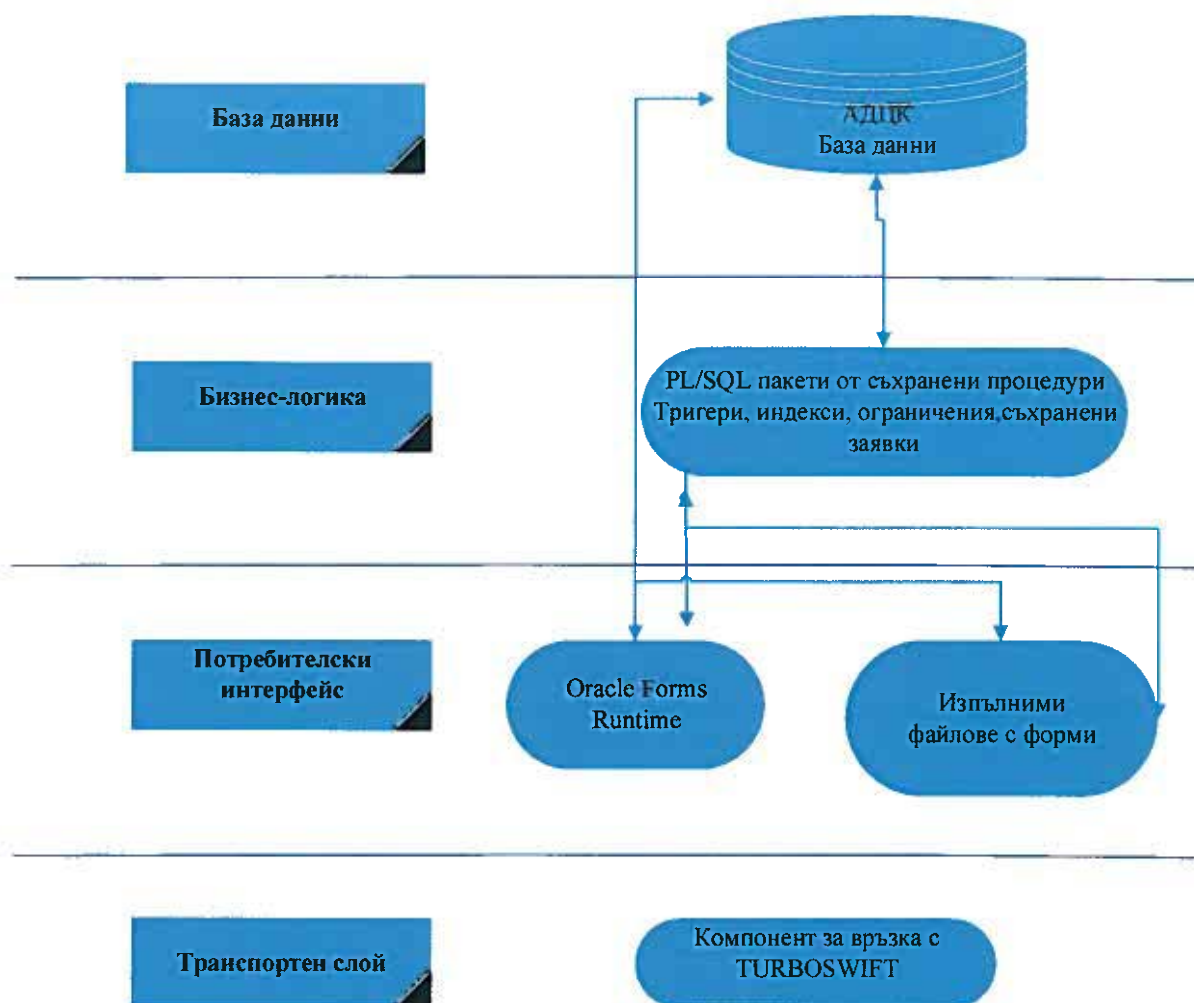 База данни
АДЦК
База данни
Бизнес-логика
PL/SQL пакети от съхранени процедури
Тригери, индекси, ограничения,съхранени
заявки
Потребителски
интерфейс
Oracle Forms
Runtime
Изпълними
файлове с форми
Транспортен слой
Компонент за връзка с
TURBOSWIFT